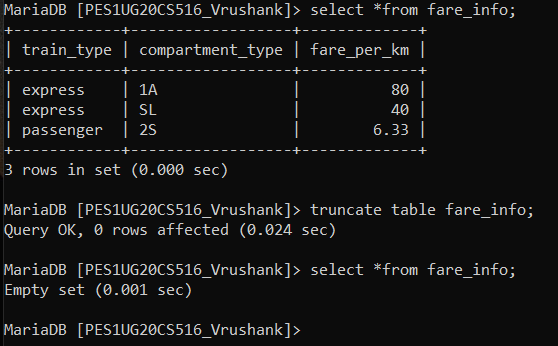 MariaDB [PES1UG20CS516_Vrushank]> select *from fare_info;
+------------+------------------+-------------+
| train_type | compartment_type | fare_per_km |
+------------+------------------+-------------+
| express    | 1A               |          80 |
| express    | SL               |          40 |
| passenger  | 2S               |        6.33 |
+------------+------------------+-------------+
3 rows in set (0.000 sec)
MariaDB [PES1UG20CS516_Vrushank]> truncate table fare_info;
Query OK, 0 rows affected (0.024 sec)
MariaDB [PES1UG20CS516_Vrushank]> select *from fare_info;
Empty set (0.001 sec)
MariaDB [PES1UG20CS516_Vrushank]>